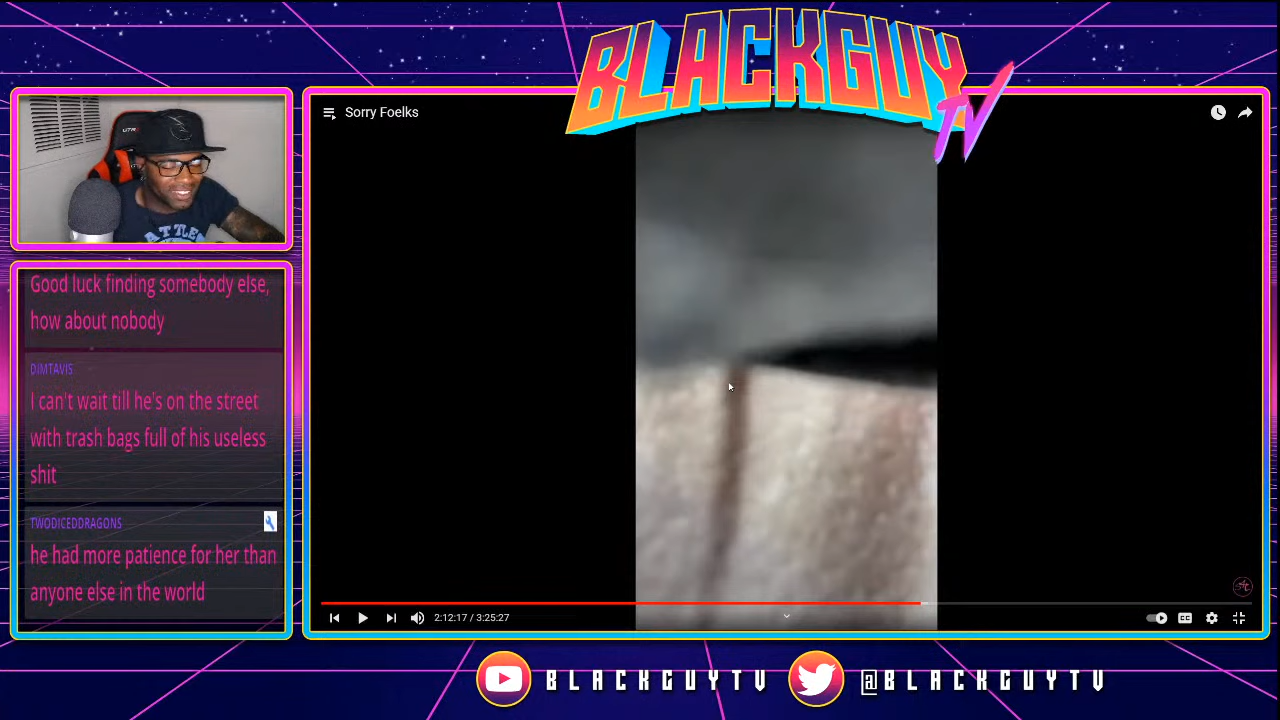 BLACKGUY
TV
Sorry Foelks
Good luck finding somebody else,
how about nobody
DIMTAVIS
I can't wait till he's on the street
with trash bags full of his useless
shit
TWODICEDDRAGONS
he had more patience for her than
anyone else in the world
2:12:17 / 3:25:27
BLACKGUYTV
@BLACKGUYTV